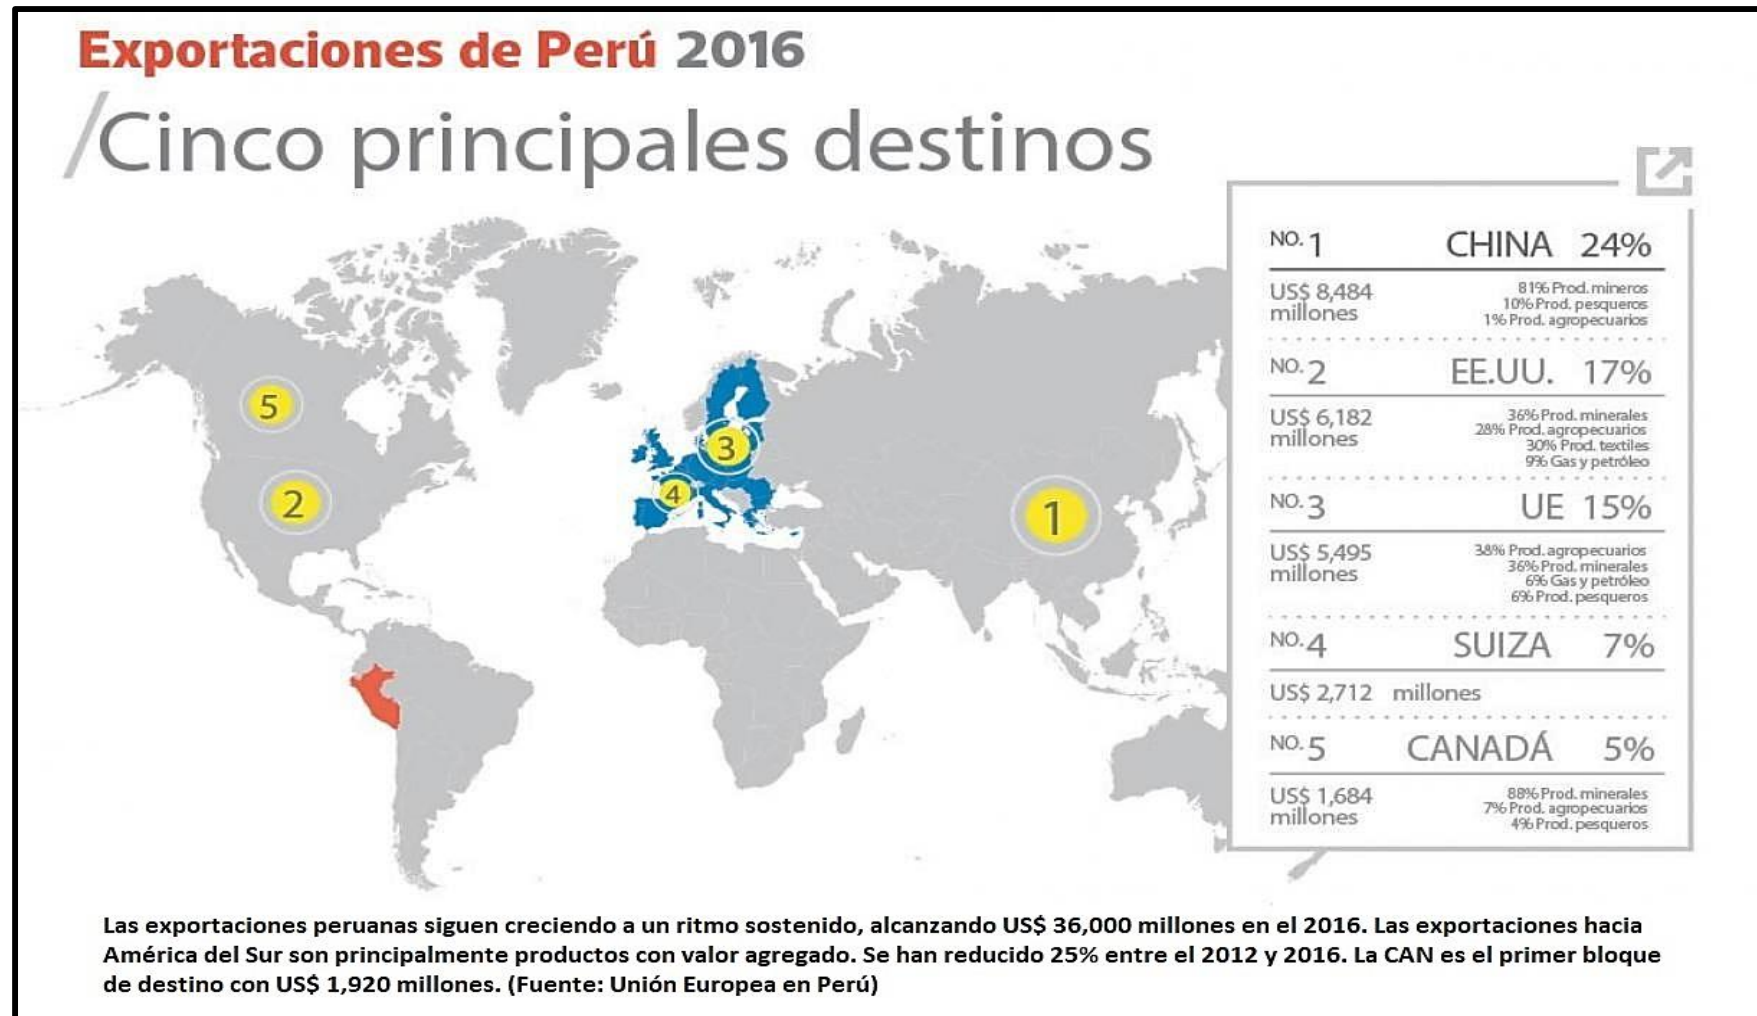 Exportaciones de Perú 2016
/Cinco principales destinos
NO. 1 CHINA 24%
US$ 8,484 millones
81% Prod. mineros
10% Prod. pesqueros
1% Prod. agropecuarios
NO. 2 EE.UU. 17%
US$ 6,182 millones
36% Prod. minerales
28% Prod. agropecuarios
30% Prod. textiles
9% Gas y petróleo
NO. 3 UE 15%
US$ 5,495 millones
38% Prod. agropecuarios
36% Prod. minerales
6% Gas y petróleo
6% Prod. pesqueros
NO. 4 SUIZA 7%
US$ 2,712 millones
NO. 5 CANADÁ 5%
US$ 1,684 millones
88% Prod. minerales
7% Prod. agropecuarios
4% Prod. pesqueros
5
3
4
2
1
Las exportaciones peruanas siguen creciendo a un ritmo sostenido, alcanzando US$ 36,000 millones en el 2016. Las exportaciones hacia
América del Sur son principalmente productos con valor agregado. Se han reducido 25% entre el 2012 y 2016. La CAN es el primer bloque
de destino con US$ 1,920 millones. (Fuente: Unión Europea en Perú)